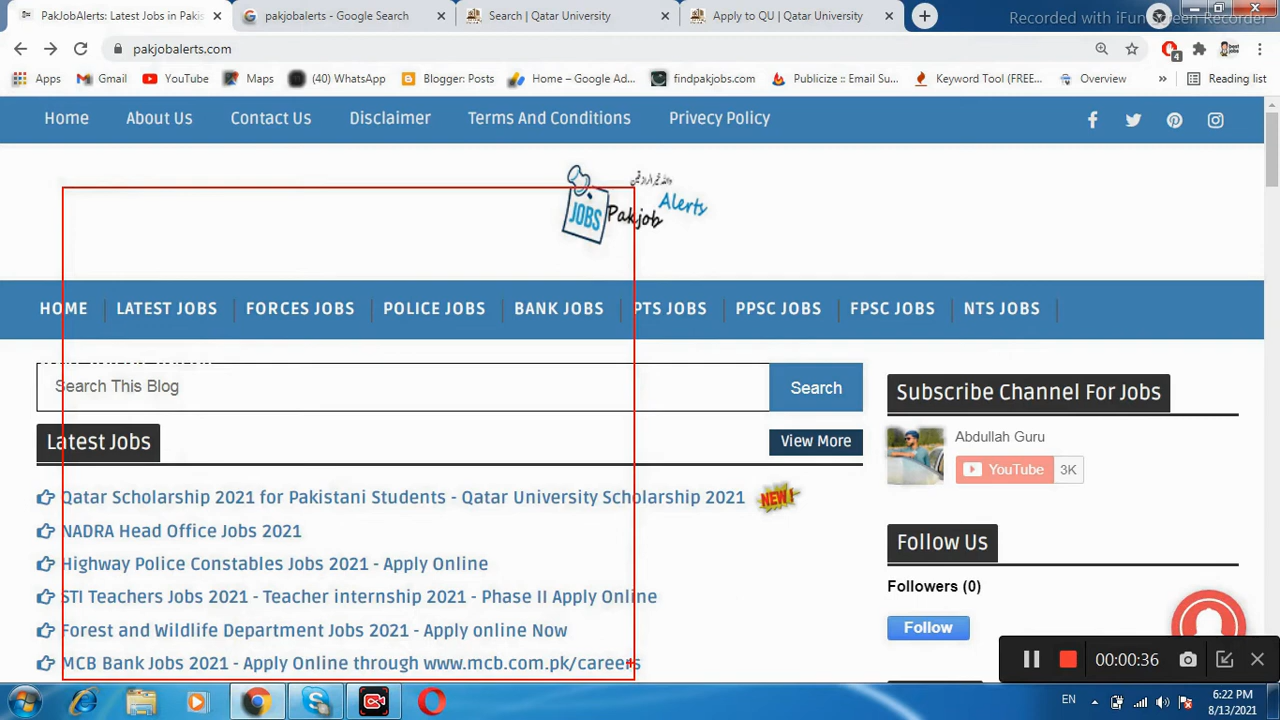 PakJobAlerts: Latest Jobs in Pakis
pakjobalerts - Google Search
Search | Qatar University
Apply to QU | Qatar University
Recorded with iFun Screen Recorder
pakjobalerts.com
4
Apps
Gmail
YouTube
Maps
(40) WhatsApp
Blogger: Posts
Home – Google Ad...
findpakjobs.com
Publicize :: Email Su...
Keyword Tool (FREE...
Overview
»
Reading list
Home
About Us
Contact Us
Disclaimer
Terms And Conditions
Privecy Policy
JOBS
Pakjob
Alerts
HOME
LATEST JOBS
FORCES JOBS
POLICE JOBS
BANK JOBS
PTS JOBS
PPSC JOBS
FPSC JOBS
NTS JOBS
Search This Blog
Search
Latest Jobs
View More
Qatar Scholarship 2021 for Pakistani Students - Qatar University Scholarship 2021 NEW!
NADRA Head Office Jobs 2021
Highway Police Constables Jobs 2021 - Apply Online
STI Teachers Jobs 2021 - Teacher internship 2021 - Phase II Apply Online
Forest and Wildlife Department Jobs 2021 - Apply online Now
MCB Bank Jobs 2021 - Apply Online through www.mcb.com.pk/careers
Subscribe Channel For Jobs
Abdullah Guru
YouTube 3K
Follow Us
Followers (0)
Follow
00:00:36
EN
6:22 PM
8/13/2021